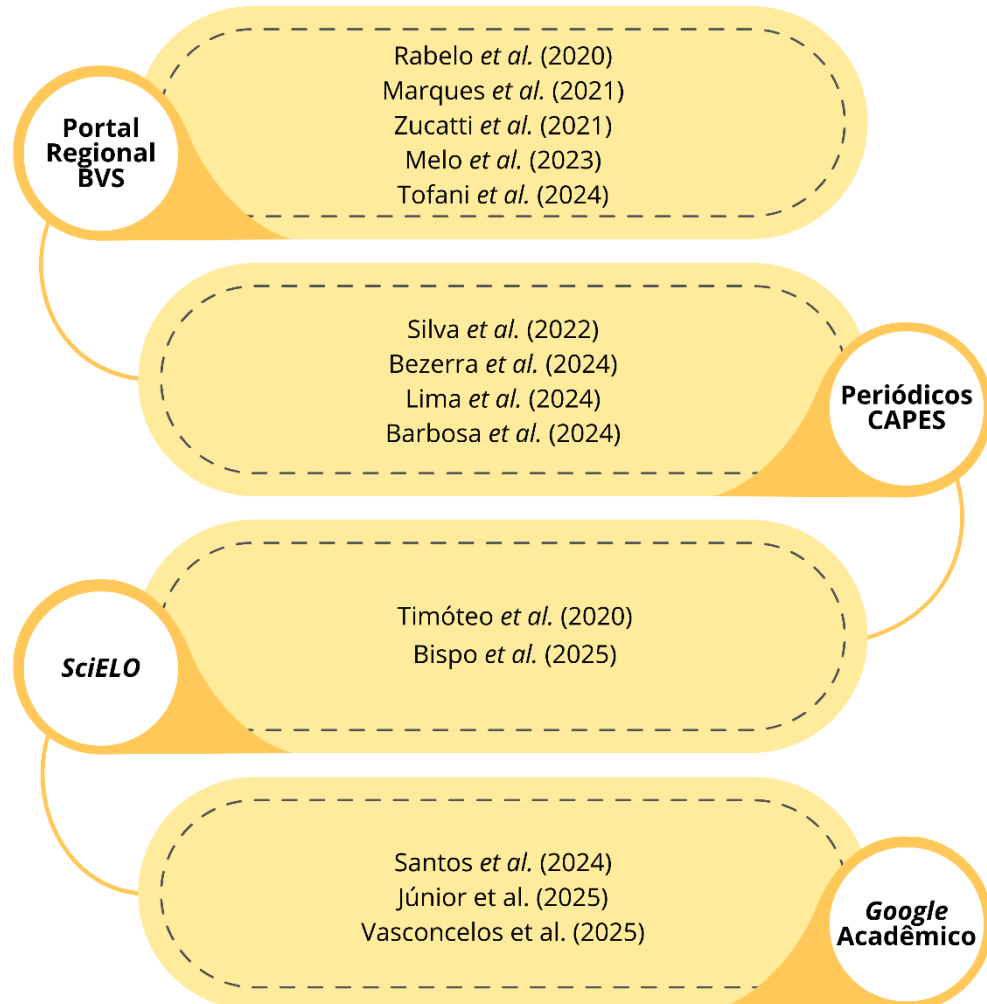 Portal
Regional
BVS
Rabelo et al. (2020)
Marques et al. (2021)
Zucatti et al. (2021)
Melo et al. (2023)
Tofani et al. (2024)
Silva et al. (2022)
Bezerra et al. (2024)
Lima et al. (2024)
Barbosa et al. (2024)
Periódicos
CAPES
SciELO
Timóteo et al. (2020)
Bispo et al. (2025)
Santos et al. (2024)
Júnior et al. (2025)
Vasconcelos et al. (2025)
Google
Acadêmico